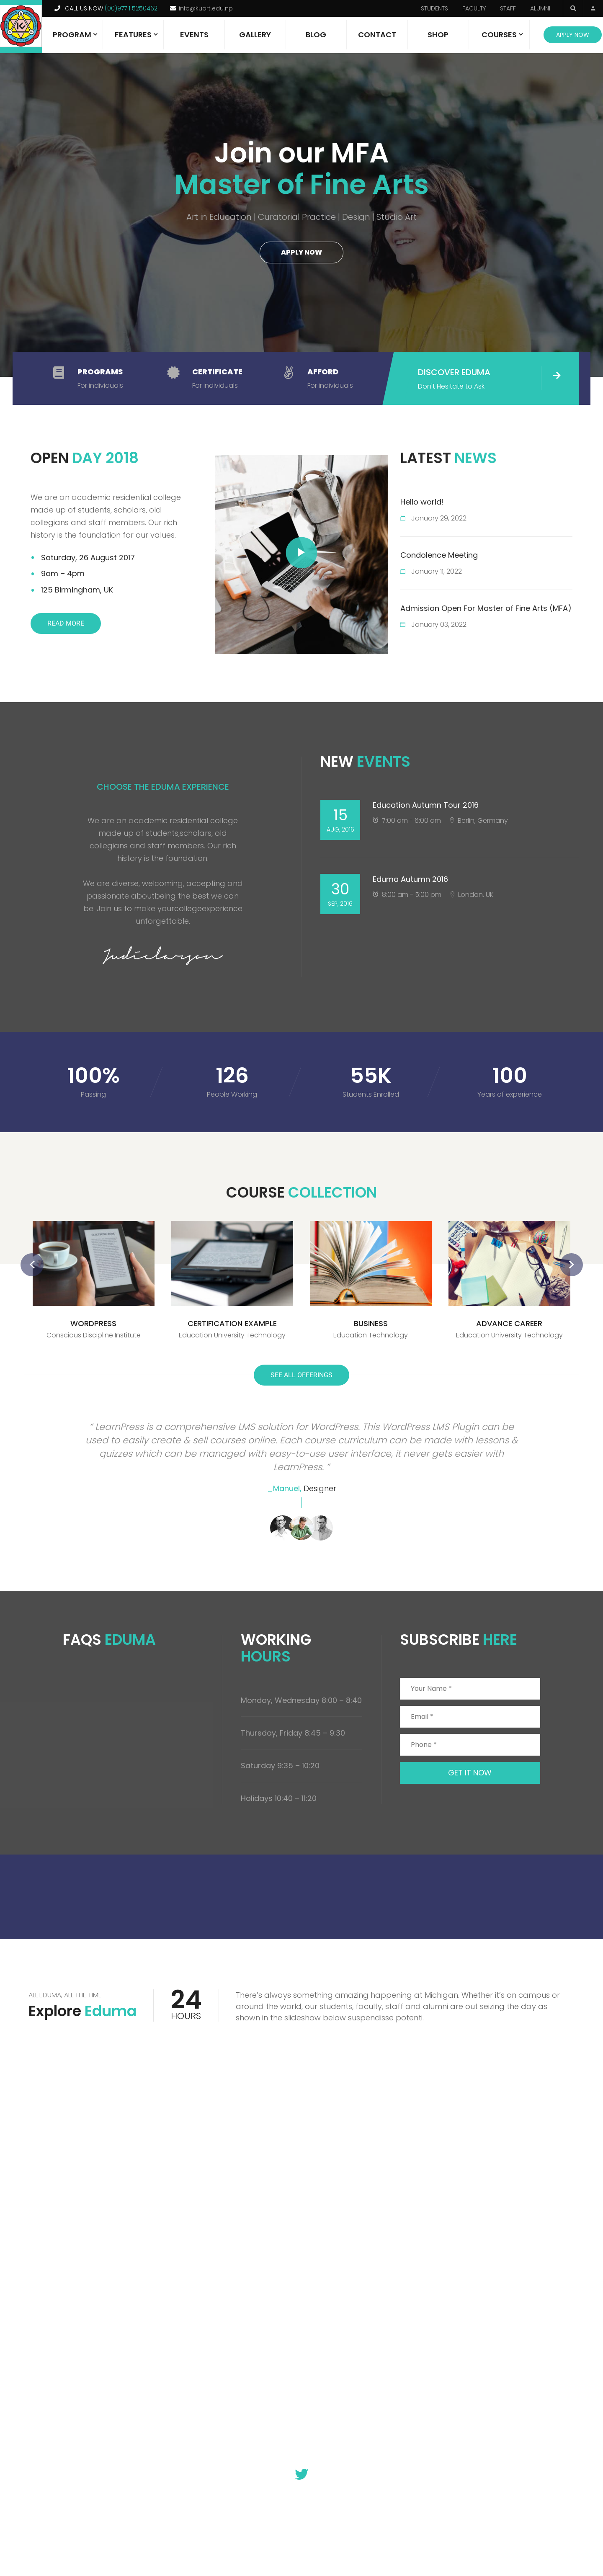 CALL US NOW (00)977 1 5250462
info@kuart.edu.np
STUDENTS
FACULTY
STAFF
ALUMNI
PROGRAM
FEATURES
EVENTS
GALLERY
BLOG
CONTACT
SHOP
COURSES
APPLY NOW
Join our MFA
Master of Fine Arts
Art in Education | Curatorial Practice | Design | Studio Art
APPLY NOW
PROGRAMS
For individuals
CERTIFICATE
For individuals
AFFORD
For individuals
DISCOVER EDUMA
Don't Hesitate to Ask
OPEN DAY 2018
We are an academic residential college
made up of students, scholars, old
collegians and staff members. Our rich
history is the foundation for our values.
Saturday, 26 August 2017
9am – 4pm
125 Birmingham, UK
READ MORE
LATEST NEWS
Hello world!
January 29, 2022
Condolence Meeting
January 11, 2022
Admission Open For Master of Fine Arts (MFA)
January 03, 2022
CHOOSE THE EDUMA EXPERIENCE
We are an academic residential college
made up of students,scholars, old
collegians and staff members. Our rich
history is the foundation.
We are diverse, welcoming, accepting and
passionate aboutbeing the best we can
be. Join us to make yourcollegeexperience
unforgettable.
NEW EVENTS
15
AUG, 2016
Education Autumn Tour 2016
7:00 am - 6:00 am
Berlin, Germany
30
SEP, 2016
Eduma Autumn 2016
8:00 am - 5:00 pm
London, UK
100%
Passing
126
People Working
55K
Students Enrolled
100
Years of experience
COURSE COLLECTION
WORDPRESS
Conscious Discipline Institute
CERTIFICATION EXAMPLE
Education University Technology
BUSINESS
Education Technology
ADVANCE CAREER
Education University Technology
SEE ALL OFFERINGS
“ LearnPress is a comprehensive LMS solution for WordPress. This WordPress LMS Plugin can be
used to easily create & sell courses online. Each course curriculum can be made with lessons &
quizzes which can be managed with easy-to-use user interface, it never gets easier with
LearnPress. ”
_Manuel, Designer
FAQS EDUMA
WORKING
HOURS
Monday, Wednesday 8:00 – 8:40
Thursday, Friday 8:45 – 9:30
Saturday 9:35 – 10:20
Holidays 10:40 – 11:20
SUBSCRIBE HERE
Your Name *
Email *
Phone *
GET IT NOW
ALL EDUMA, ALL THE TIME
Explore Eduma
24
HOURS
There’s always something amazing happening at Michigan. Whether it’s on campus or
around the world, our students, faculty, staff and alumni are out seizing the day as
shown in the slideshow below suspendisse potenti.